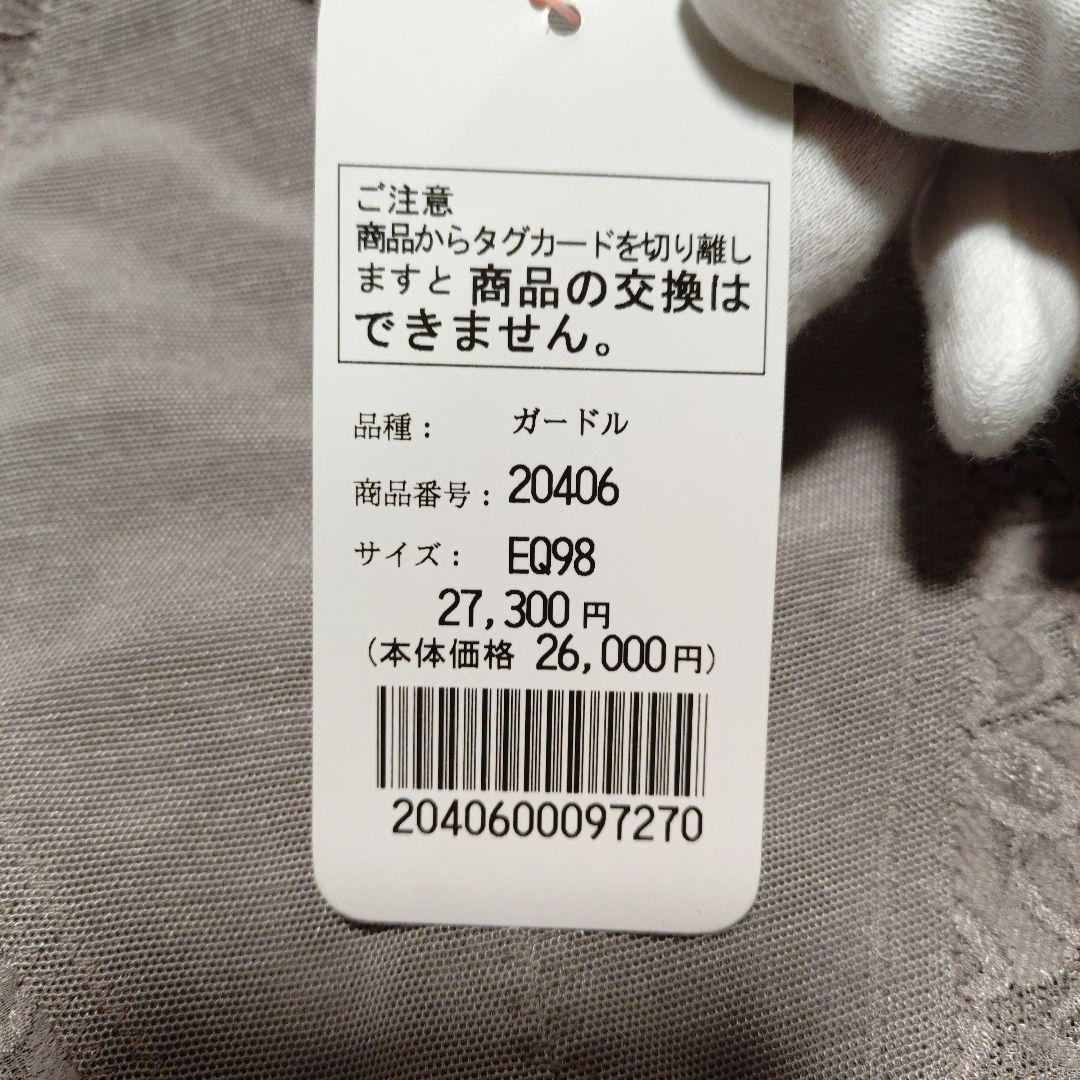 ご注意
商品からタグカードを切り離し
ますと 商品の交換は
できません。
品種： ガードル
商品番号： 20406
サイズ： EQ98
27,300円
（本体価格 26,000円）
2040600097270